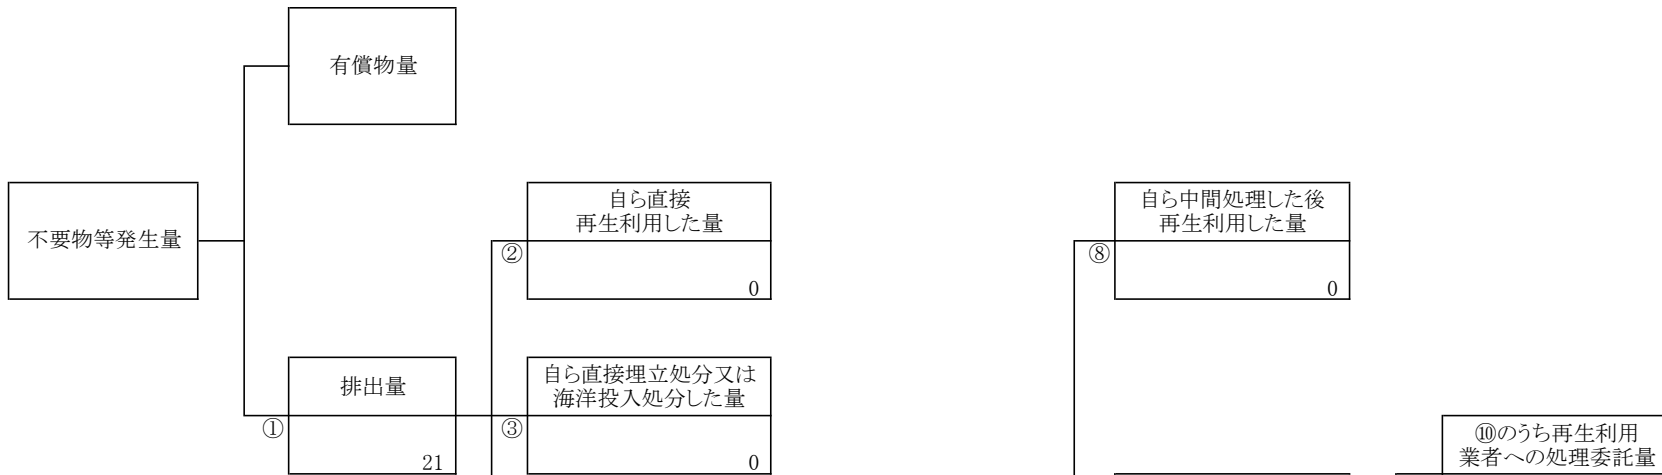 有償物量
不要物等発生量
自ら直接
再生利用した量
②
0
自ら中間処理した後
再生利用した量
⑧
0
排出量
①
21
自ら直接埋立処分又は
海洋投入処分した量
③
0
⑩のうち再生利用
業者への処理委託量